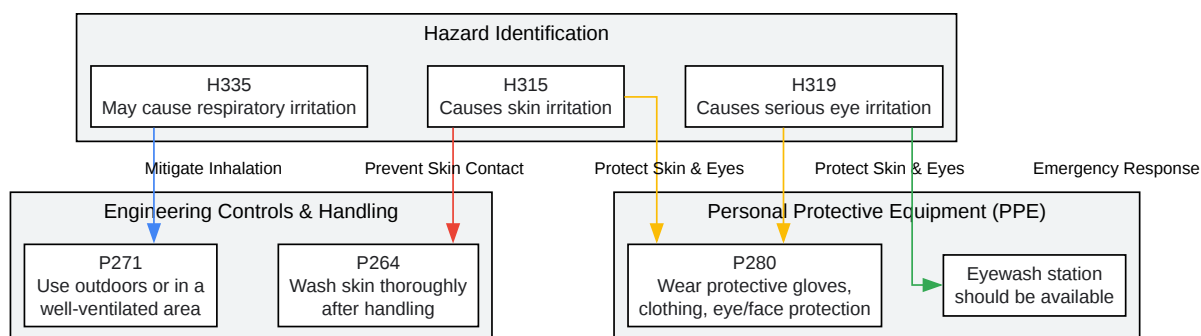 Hazard Identification
H335
May cause respiratory irritation
H315
Causes skin irritation
H319
Causes serious eye irritation
Mitigate Inhalation
Prevent Skin Contact
Protect Skin & Eyes
Protect Skin & Eyes
Emergency Response
Engineering Controls & Handling
P271
Use outdoors or in a
well-ventilated area
P264
Wash skin thoroughly
after handling
Personal Protective Equipment (PPE)
P280
Wear protective gloves,
clothing, eye/face protection
Eyewash station
should be available